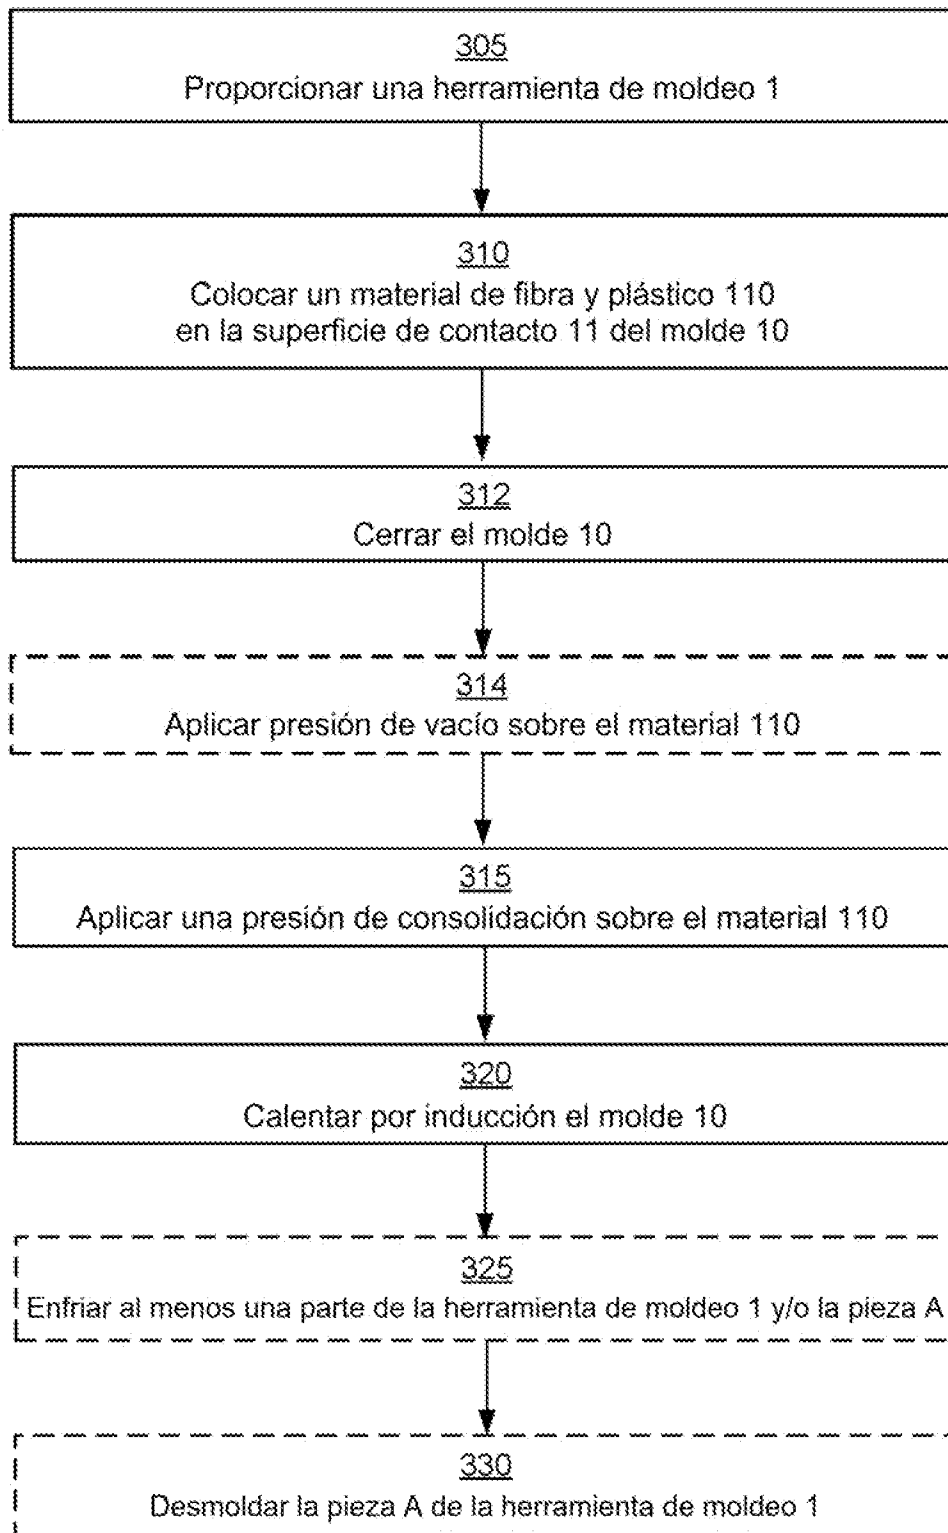 305
Proporcionar una herramienta de moldeo 1
310
Colocar un material de fibra y plástico 110
en la superficie de contacto 11 del molde 10
312
Cerrar el molde 10
314
Aplicar presión de vacío sobre el material 110
315
Aplicar una presión de consolidación sobre el material 110
320
Calentar por inducción el molde 10
325
Enfriar al menos una parte de la herramienta de moldeo 1 y/o la pieza A
330
Desmoldar la pieza A de la herramienta de moldeo 1